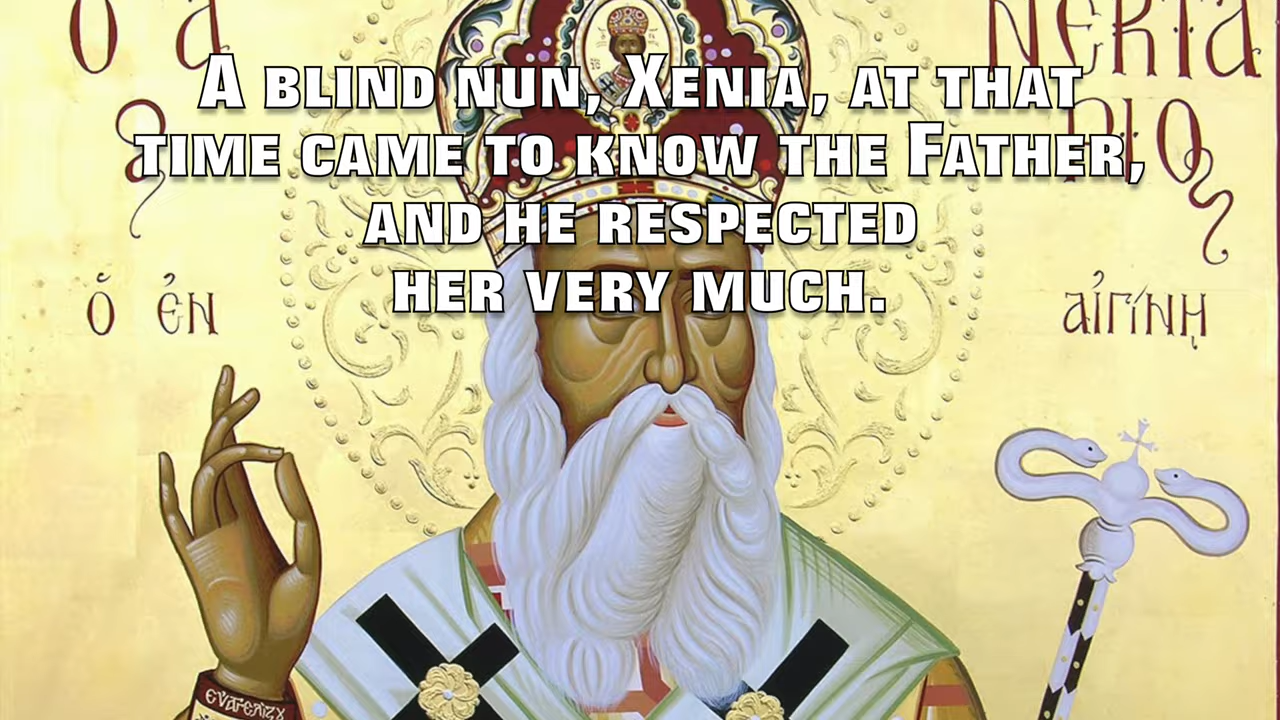 ὁ ἅ
ς
ΝΕΚΤΑ
ΡΙΟς
A BLIND NUN, XENIA, AT THAT
TIME CAME TO KNOW THE FATHER,
AND HE RESPECTED
HER VERY MUCH.
ὁ ἐν
αἰγίνῃ